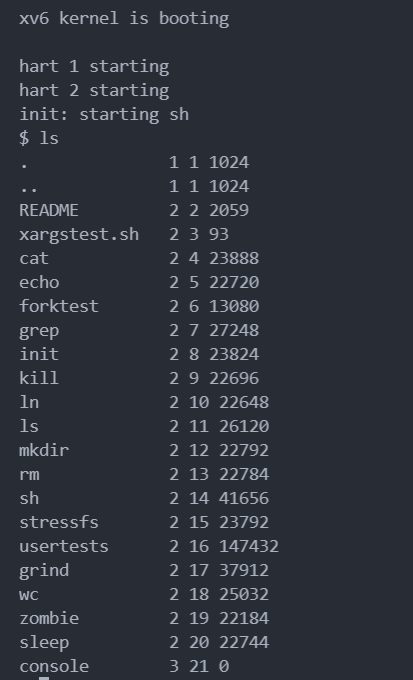 xv6 kernel is booting

hart 1 starting
hart 2 starting
init: starting sh
$ ls
.              1 1 1024
..             1 1 1024
README         2 2 2059
xargstest.sh   2 3 93
cat            2 4 23888
echo           2 5 22720
forktest       2 6 13080
grep           2 7 27248
init           2 8 23824
kill           2 9 22696
ln             2 10 22648
ls             2 11 26120
mkdir          2 12 22792
rm             2 13 22784
sh             2 14 41656
stressfs       2 15 23792
usertests      2 16 147432
grind          2 17 37912
wc             2 18 25032
zombie         2 19 22184
sleep          2 20 22744
console        3 21 0